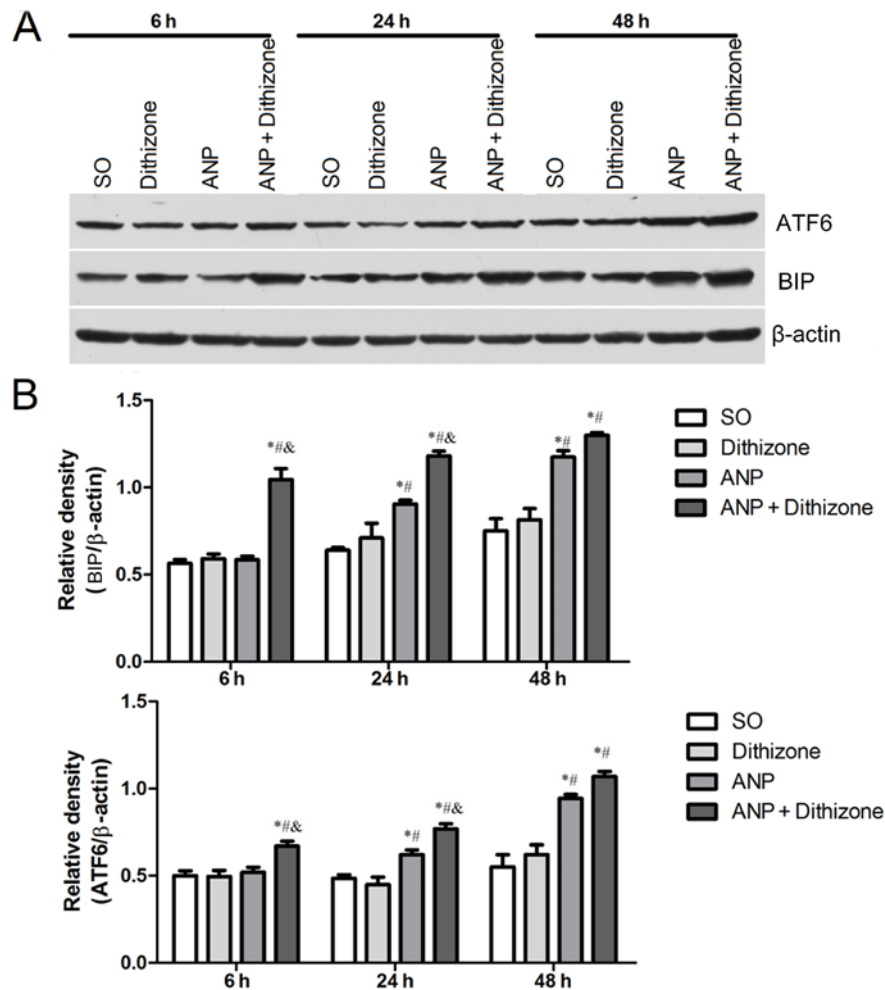 A
6 h
24 h
48 h
SO
Dithizone
ANP
ANP + Dithizone
SO
Dithizone
ANP
ANP + Dithizone
SO
Dithizone
ANP
ANP + Dithizone
ATF6
BIP
β-actin
B
Relative density
( BIP/β-actin)
1.5
1.0
0.5
0.0
*#&
*#
*#&
*#
*#
6 h
24 h
48 h
SO
Dithizone
ANP
ANP + Dithizone
Relative density
(ATF6/β-actin)
1.5
1.0
0.5
0.0
*#&
*#
*#&
*#
*#
6 h
24 h
48 h
SO
Dithizone
ANP
ANP + Dithizone